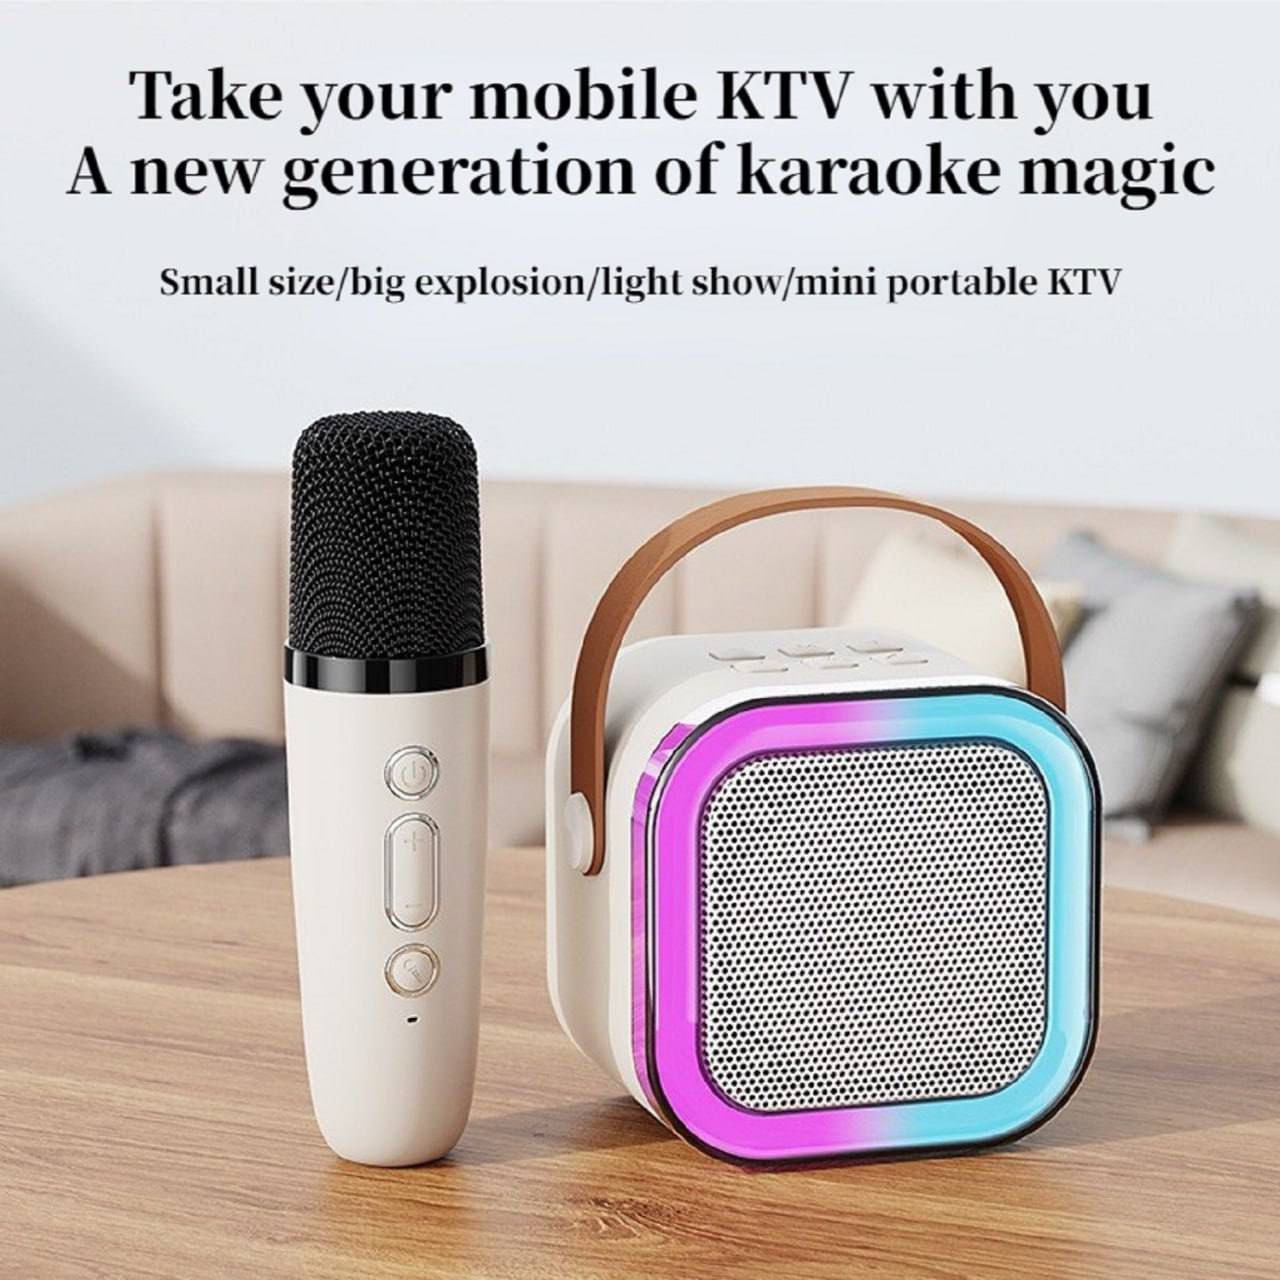 Take your mobile KTV with you
A new generation of karaoke magic
Small size/big explosion/light show/mini portable KTV